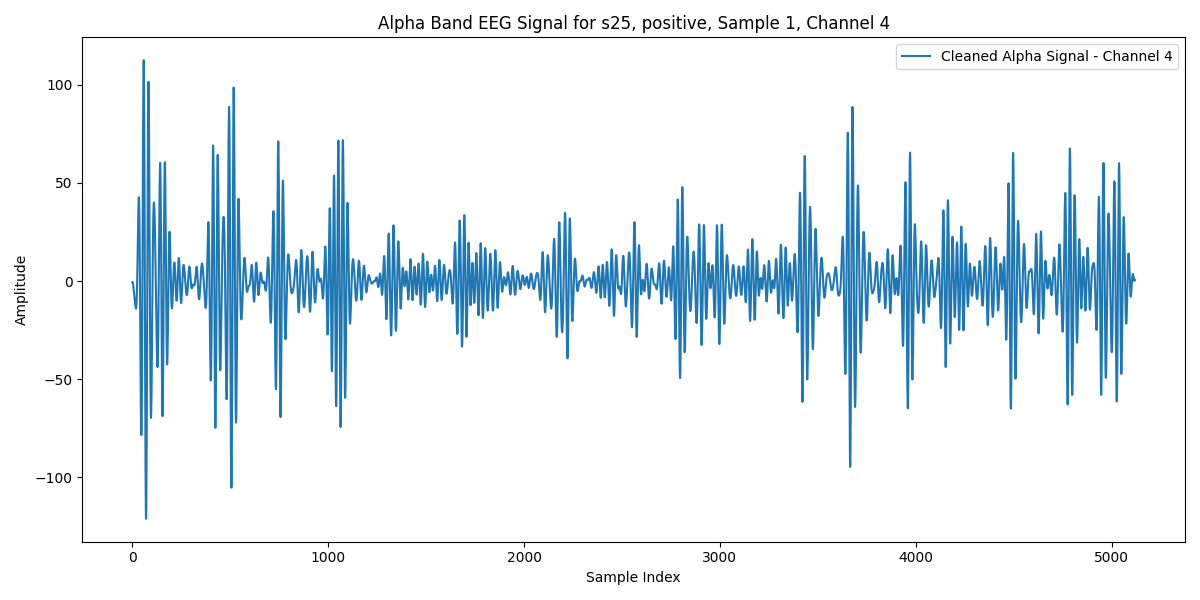 Alpha Band EEG Signal for s25, positive, Sample 1, Channel 4
Cleaned Alpha Signal - Channel 4
Amplitude
100
50
0
−50
−100
0 1000 2000 3000 4000 5000
Sample Index